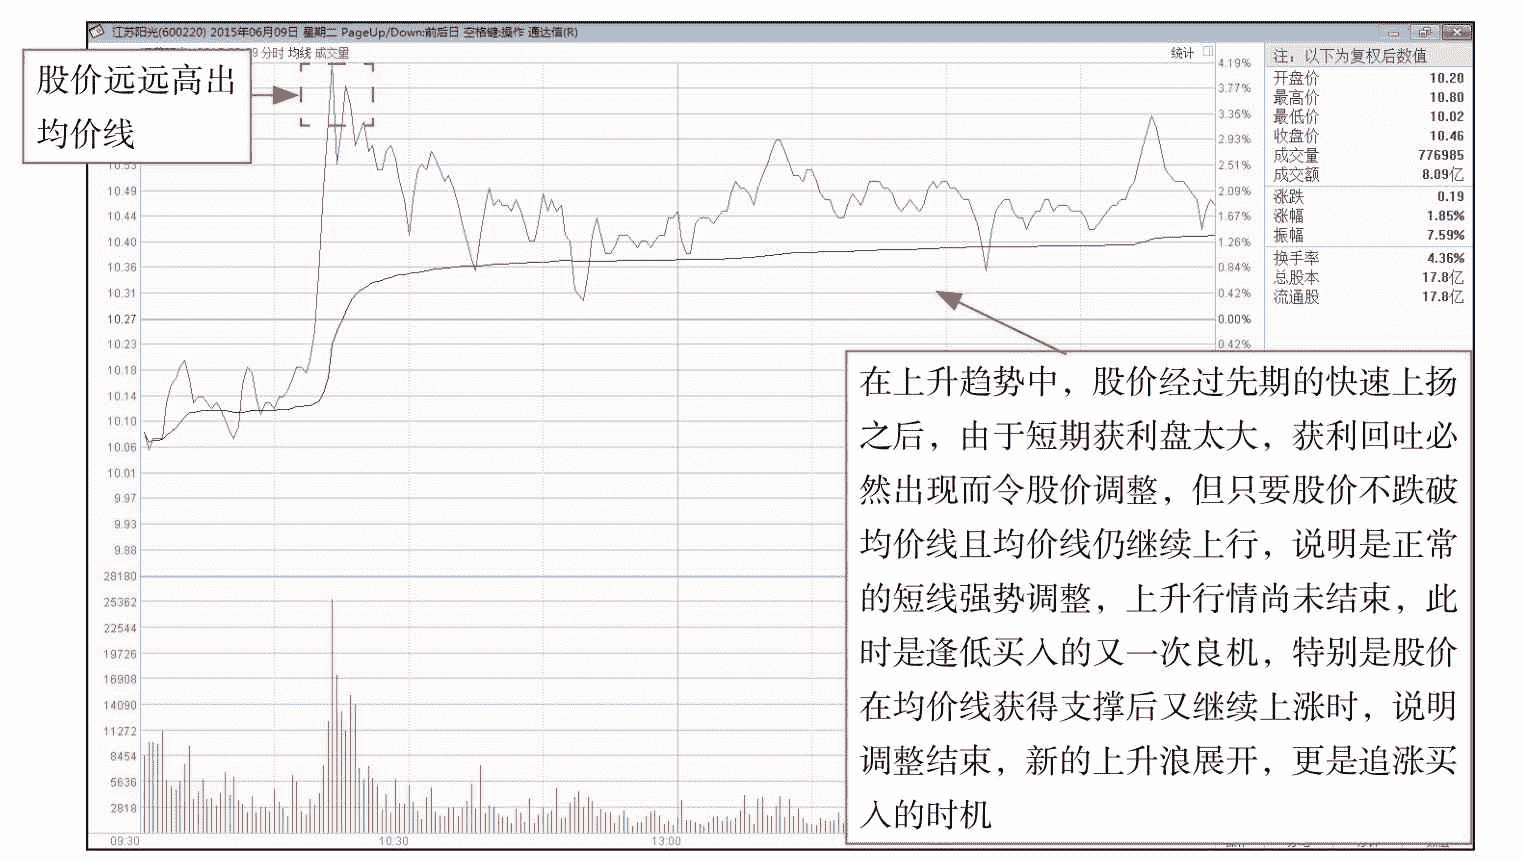 江苏阳光(600220) 2015年06月09日 星期二 PageUp/Down:前后日 空格键:操作 通达信(R)
分时 均线 成交量
统计
股价远远高出
均价线
10.53
10.49
10.44
10.40
10.36
10.31
10.27
10.23
10.18
10.14
10.10
10.06
10.01
9.97
9.93
9.88
28180
25362
22544
19726
16908
14090
11272
8454
5636
2818
09:30
10:30
13:00
4.19%
3.77%
3.35%
2.93%
2.51%
2.09%
1.67%
1.26%
0.84%
0.42%
0.00%
0.42%
注：以下为复权后数值
开盘价 10.20
最高价 10.80
最低价 10.02
收盘价 10.46
成交量 776985
成交额 8.09亿
涨跌 0.19
涨幅 1.85%
振幅 7.59%
换手率 4.36%
总股本 17.8亿
流通股 17.8亿
在上升趋势中，股价经过先期的快速上扬
之后，由于短期获利盘太大，获利回吐必
然出现而令股价调整，但只要股价不跌破
均价线且均价线仍继续上行，说明是正常
的短线强势调整，上升行情尚未结束，此
时是逢低买入的又一次良机，特别是股价
在均价线获得支撑后又继续上涨时，说明
调整结束，新的上升浪展开，更是追涨买
入的时机